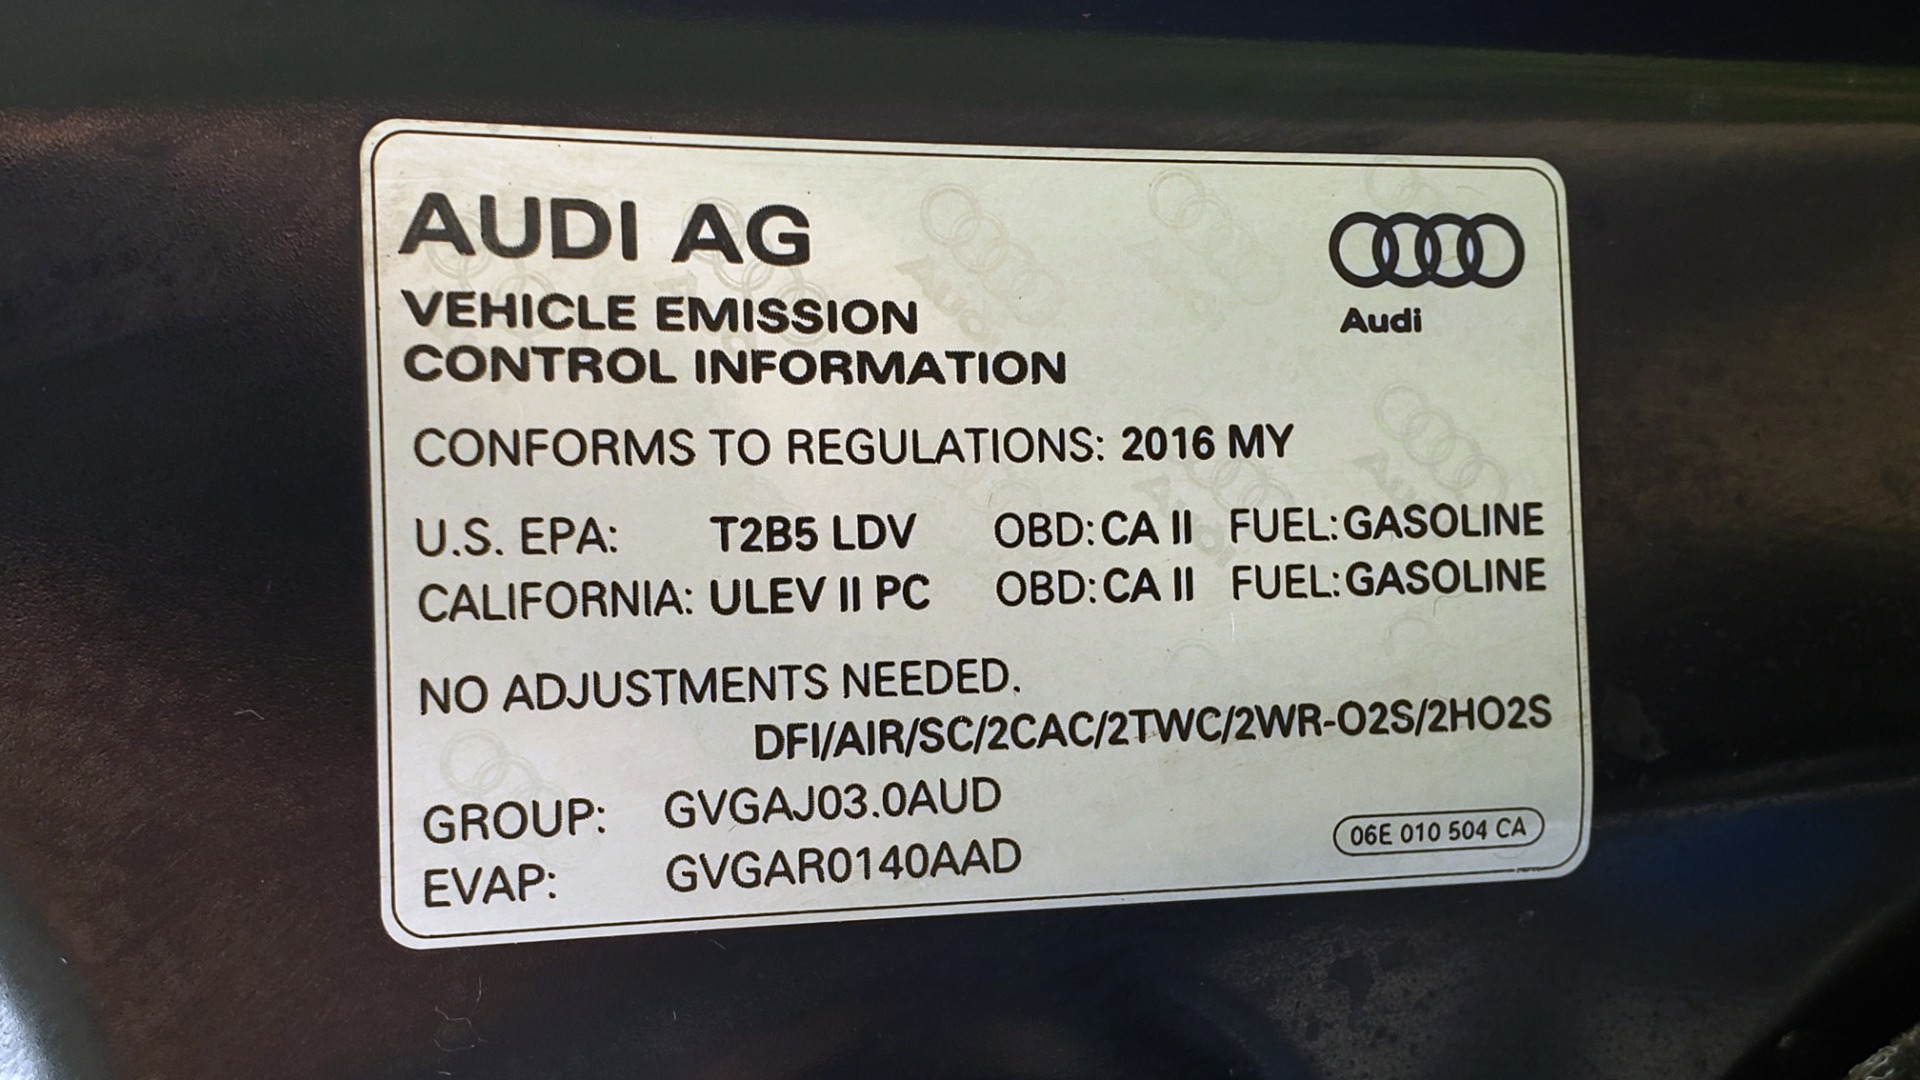 AUDI AG
Audi
VEHICLE EMISSION
CONTROL INFORMATION
CONFORMS TO REGULATIONS: 2016 MY
U.S. EPA: T2B5 LDV OBD: CA II FUEL: GASOLINE
CALIFORNIA: ULEV II PC OBD: CA II FUEL: GASOLINE
NO ADJUSTMENTS NEEDED.
DFI/AIR/SC/2CAC/2TWC/2WR-O2S/2HO2S
GROUP: GVGAJ03.0AUD
EVAP: GVGAR0140AAD
06E 010 504 CA